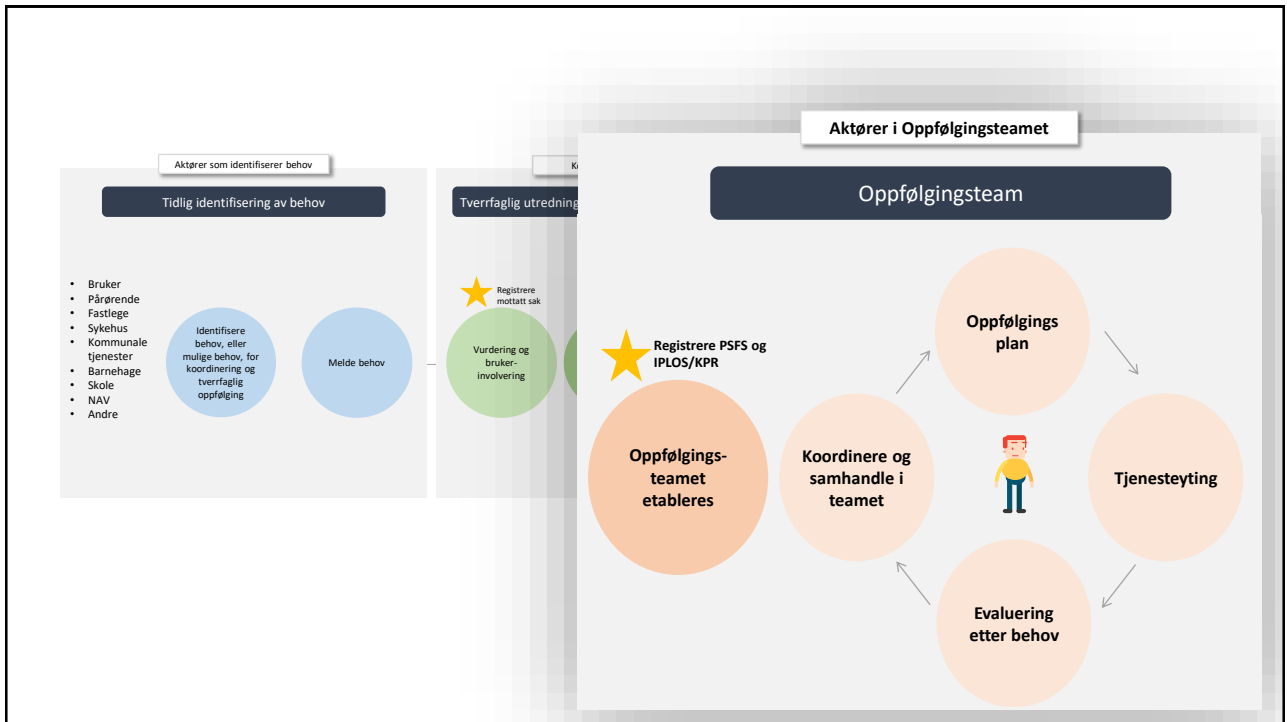 Aktører som identifiserer behov
Tidlig identifisering av behov
• Bruker
• Pårørende
• Fastlege
• Sykehus
• Kommunale
tjenester
• Barnehage
• Skole
• NAV
• Andre
Identifisere
behov, eller
mulige behov, for
koordinering og
tverrfaglig
oppfølging
Melde behov
Tverrfaglig utredning
Registrere
mottatt sak
Vurdering og
bruker-
involvering
Aktører i Oppfølgingsteamet
Oppfølgingsteam
Registrere PSFS og
IPLOS/KPR
Oppfølgings-
teamet
etableres
Koordinere og
samhandle i
teamet
Oppfølgings
plan
Tjenesteyting
Evaluering
etter behov